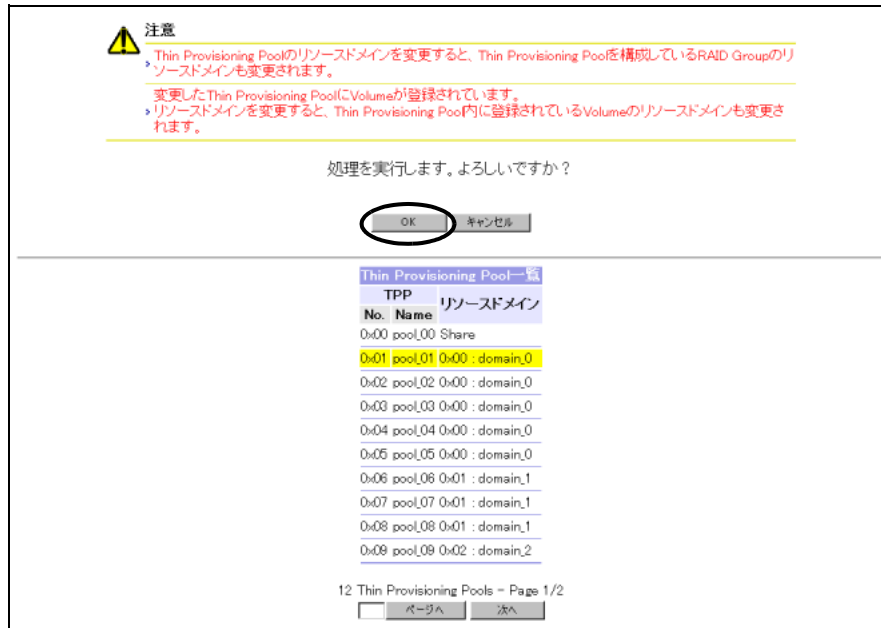 注意
Thin Provisioning Poolのリソースドメインを変更すると、Thin Provisioning Poolを構成しているRAID Groupのリ
ソースドメインも変更されます。
変更したThin Provisioning PoolにVolumeが登録されています。
リソースドメインを変更すると、Thin Provisioning Pool内に登録されているVolumeのリソースドメインも変更さ
れます。
処理を実行します。よろしいですか？
OK キャンセル
Thin Provisioning Pool一覧
TPP リソースドメイン
No. Name
0x00 pool_00 Share
0x01 pool_01 0x00 : domain_0
0x02 pool_02 0x00 : domain_0
0x03 pool_03 0x00 : domain_0
0x04 pool_04 0x00 : domain_0
0x05 pool_05 0x00 : domain_0
0x06 pool_06 0x01 : domain_1
0x07 pool_07 0x01 : domain_1
0x08 pool_08 0x01 : domain_1
0x09 pool_09 0x02 : domain_2
12 Thin Provisioning Pools - Page 1/2
ページへ 次へ